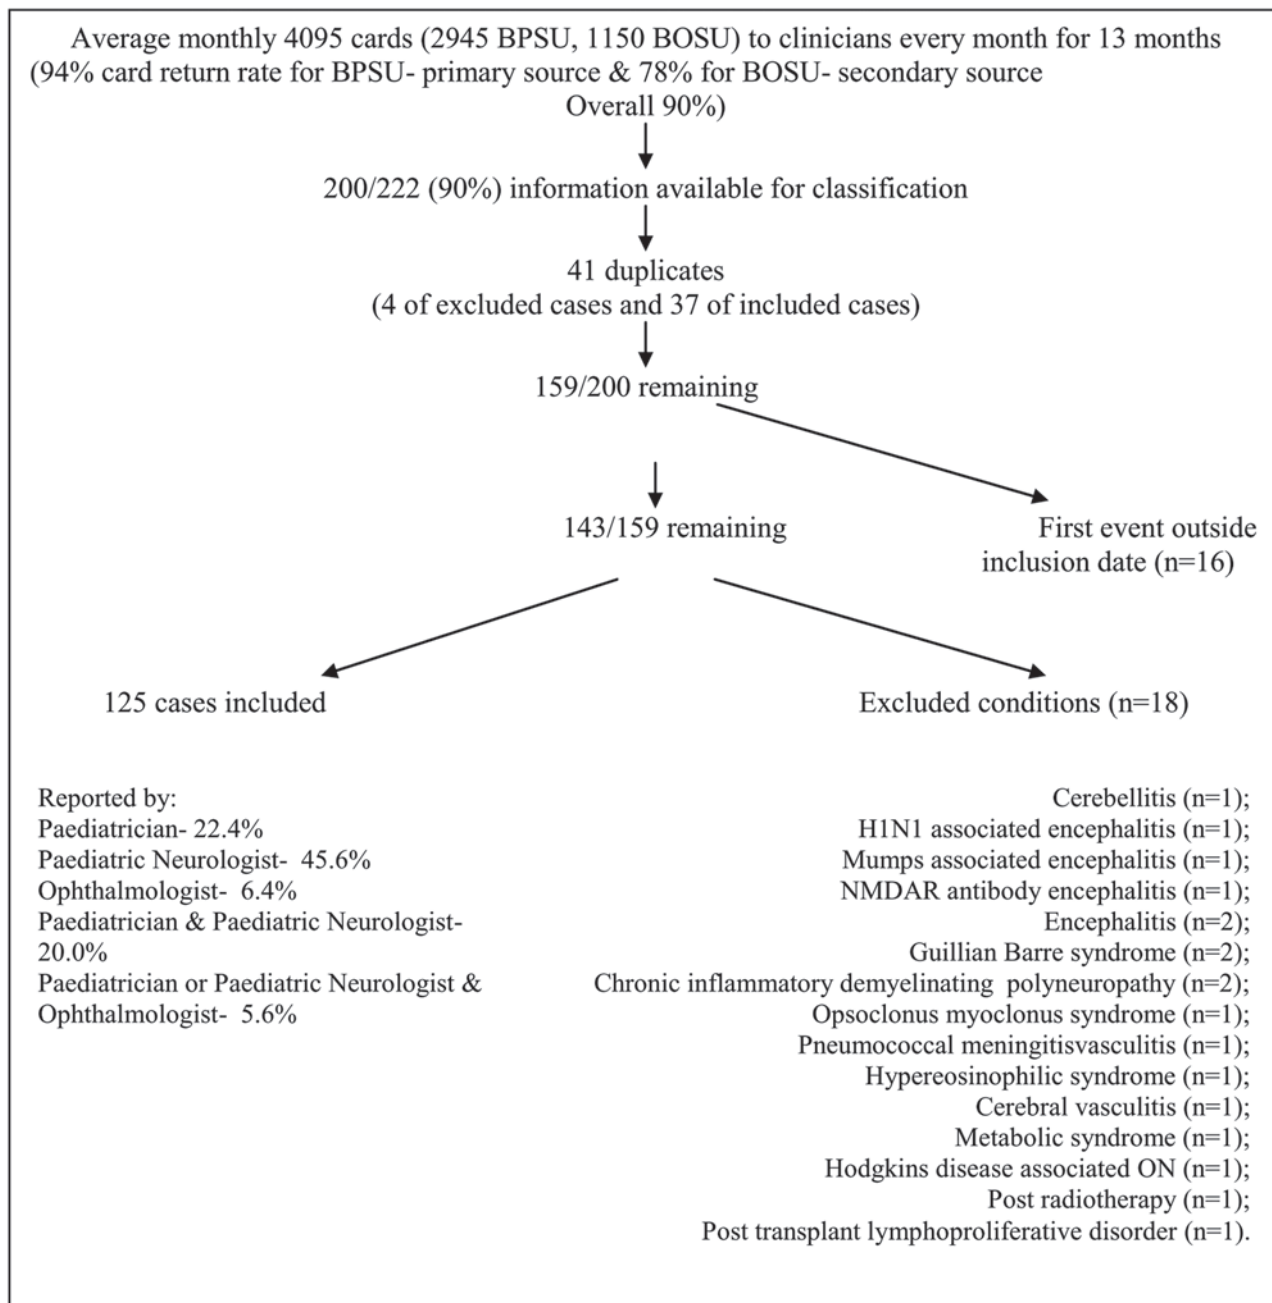 Average monthly 4095 cards (2945 BPSU, 1150 BOSU) to clinicians every month for 13 months
(94% card return rate for BPSU- primary source & 78% for BOSU- secondary source
Overall 90%)
200/222 (90%) information available for classification
41 duplicates
(4 of excluded cases and 37 of included cases)
159/200 remaining
143/159 remaining
First event outside
inclusion date (n=16)
125 cases included
Reported by:
Paediatrician- 22.4%
Paediatric Neurologist- 45.6%
Ophthalmologist- 6.4%
Paediatrician & Paediatric Neurologist-
20.0%
Paediatrician or Paediatric Neurologist &
Ophthalmologist- 5.6%
Excluded conditions (n=18)
Cerebellitis (n=1);
H1N1 associated encephalitis (n=1);
Mumps associated encephalitis (n=1);
NMDAR antibody encephalitis (n=1);
Encephalitis (n=2);
Guillian Barre syndrome (n=2);
Chronic inflammatory demyelinating polyneuropathy (n=2);
Opsoclonus myoclonus syndrome (n=1);
Pneumococcal meningitisvasculitis (n=1);
Hypereosinophilic syndrome (n=1);
Cerebral vasculitis (n=1);
Metabolic syndrome (n=1);
Hodgkins disease associated ON (n=1);
Post radiotherapy (n=1);
Post transplant lymphoproliferative disorder (n=1).